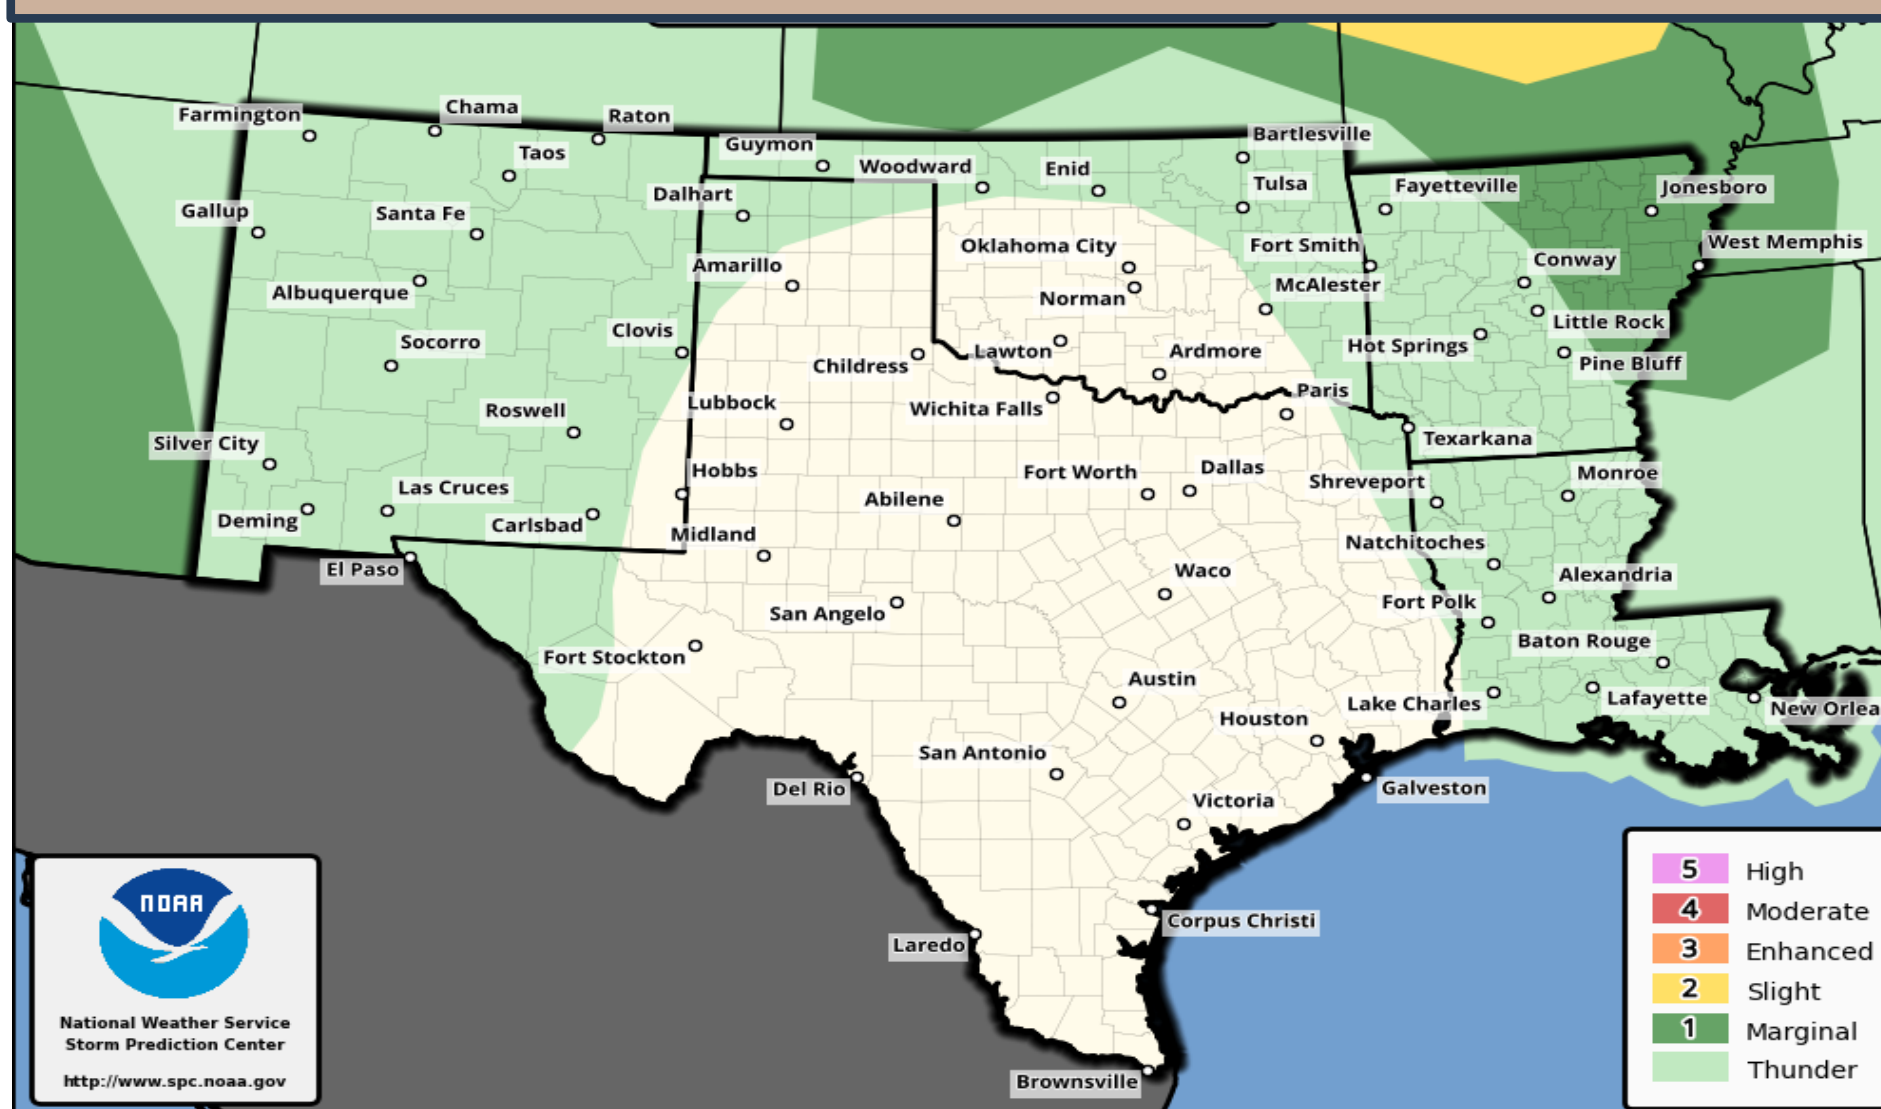 Farmington
Chama
Raton
Taos
Guymon
Woodward
Enid
Bartlesville
Tulsa
Fayetteville
Jonesboro
Dalhart
Gallup
Santa Fe
Oklahoma City
Fort Smith
West Memphis
Amarillo
Conway
Albuquerque
Norman
McAlester
Socorro
Clovis
Little Rock
Childress
Lawton
Ardmore
Hot Springs
Pine Bluff
Roswell
Lubbock
Wichita Falls
Paris
Silver City
Texarkana
Hobbs
Fort Worth
Dallas
Shreveport
Monroe
Las Cruces
Abilene
Deming
Carlsbad
Midland
Natchitoches
El Paso
Waco
Alexandria
San Angelo
Fort Polk
Fort Stockton
Baton Rouge
Austin
Lake Charles
Lafayette
New Orlea
Houston
San Antonio
Del Rio
Galveston
Victoria
Corpus Christi
Laredo
Brownsville
NOAA
National Weather Service
Storm Prediction Center
http://www.spc.noaa.gov
5 High
4 Moderate
3 Enhanced
2 Slight
1 Marginal
Thunder